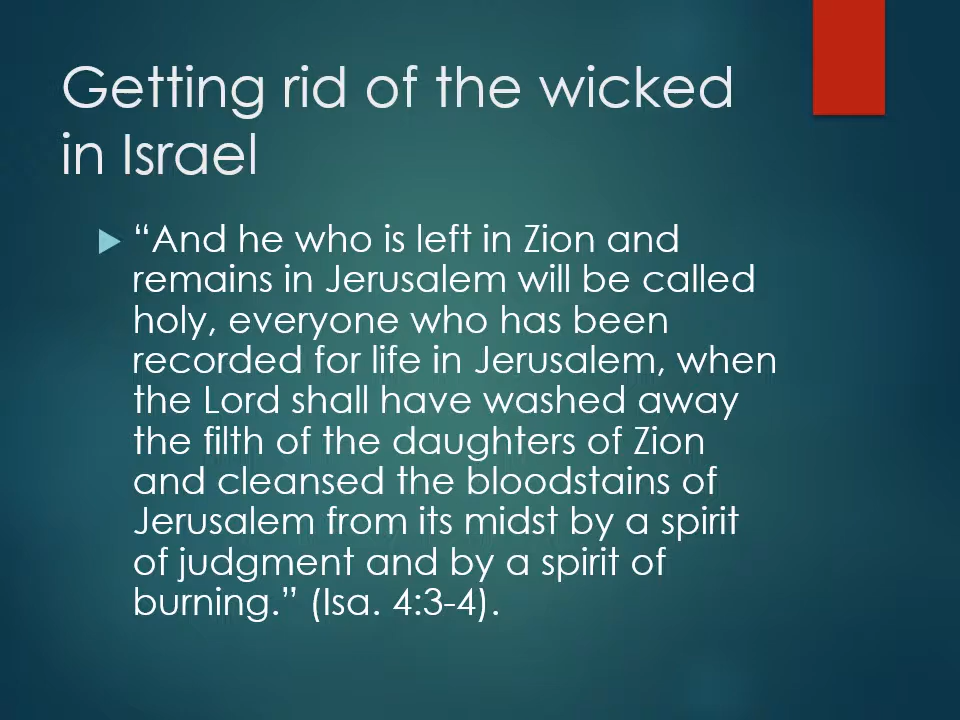 Getting rid of the wicked
in Israel
“And he who is left in Zion and
remains in Jerusalem will be called
holy, everyone who has been
recorded for life in Jerusalem, when
the Lord shall have washed away
the filth of the daughters of Zion
and cleansed the bloodstains of
Jerusalem from its midst by a spirit
of judgment and by a spirit of
burning.” (Isa. 4:3-4).